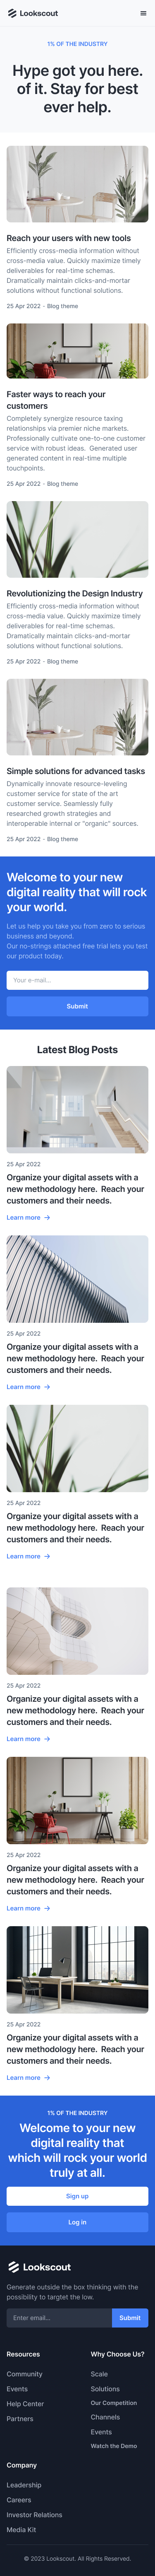 Lookscout
1% OF THE INDUSTRY
Hype got you here.
of it. Stay for best
ever help.
Reach your users with new tools
Efficiently cross-media information without
cross-media value. Quickly maximize timely
deliverables for real-time schemas.
Dramatically maintain clicks-and-mortar
solutions without functional solutions.
25 Apr 2022 · Blog theme
Faster ways to reach your
customers
Completely synergize resource taxing
relationships via premier niche markets.
Professionally cultivate one-to-one customer
service with robust ideas.  Generated user
generated content in real-time multiple
touchpoints.
25 Apr 2022 · Blog theme
Revolutionizing the Design Industry
Efficiently cross-media information without
cross-media value. Quickly maximize timely
deliverables for real-time schemas.
Dramatically maintain clicks-and-mortar
solutions without functional solutions.
25 Apr 2022 · Blog theme
Simple solutions for advanced tasks
Dynamically innovate resource-leveling
customer service for state of the art
customer service. Seamlessly fully
researched growth strategies and
interoperable internal or "organic" sources.
25 Apr 2022 · Blog theme
Welcome to your new
digital reality that will rock
your world.
Let us help you take you from zero to serious
business and beyond.
Our no-strings attached free trial lets you test
our product today.
Your e-mail...
Submit
Latest Blog Posts
25 Apr 2022
Organize your digital assets with a
new methodology here.  Reach your
customers and their needs.
Learn more →
25 Apr 2022
Organize your digital assets with a
new methodology here.  Reach your
customers and their needs.
Learn more →
25 Apr 2022
Organize your digital assets with a
new methodology here.  Reach your
customers and their needs.
Learn more →
25 Apr 2022
Organize your digital assets with a
new methodology here.  Reach your
customers and their needs.
Learn more →
25 Apr 2022
Organize your digital assets with a
new methodology here.  Reach your
customers and their needs.
Learn more →
25 Apr 2022
Organize your digital assets with a
new methodology here.  Reach your
customers and their needs.
Learn more →
1% OF THE INDUSTRY
Welcome to your new
digital reality that
which will rock your world
truly at all.
Sign up
Log in
Lookscout
Generate outside the box thinking with the
possibility to targtet the low.
Enter email...
Submit
Resources
Community
Events
Help Center
Partners
Why Choose Us?
Scale
Solutions
Our Competition
Channels
Events
Watch the Demo
Company
Leadership
Careers
Investor Relations
Media Kit
© 2023 Lookscout. All Rights Reserved.